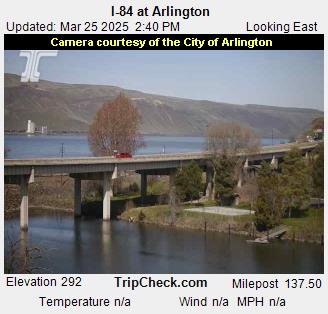 I-84 at Arlington
Updated: Mar 25 2025 2:40 PM Looking East
Camera courtesy of the City of Arlington
Elevation 292 TripCheck.com Milepost 137.50
Temperature n/a Wind n/a MPH n/a